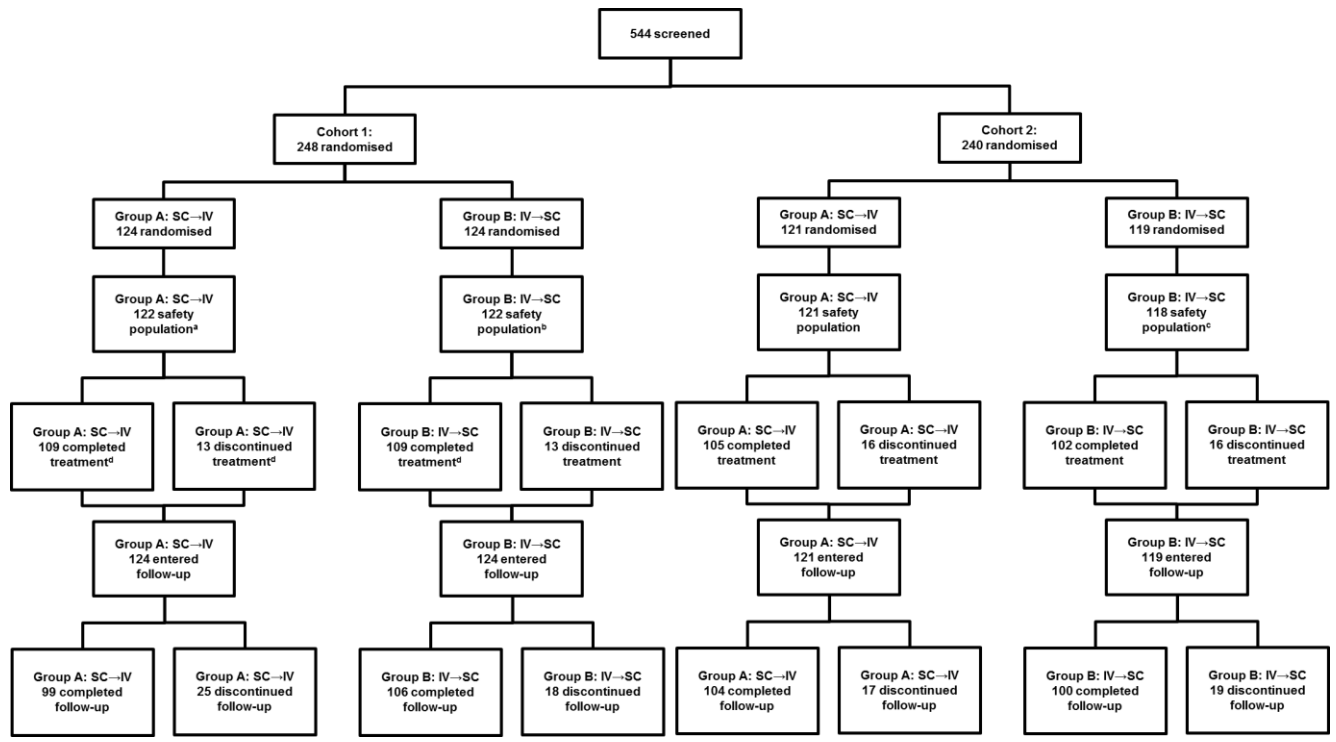 544 screened
Cohort 1:
248 randomised
Cohort 2:
240 randomised
Group A: SC→IV
124 randomised
Group B: IV→SC
124 randomised
Group A: SC→IV
121 randomised
Group B: IV→SC
119 randomised
Group A: SC→IV
122 safety
populationᵃ
Group B: IV→SC
122 safety
populationᵇ
Group A: SC→IV
121 safety
population
Group B: IV→SC
118 safety
populationᶜ
Group A: SC→IV
109 completed
treatmentᵈ
Group A: SC→IV
13 discontinued
treatmentᵈ
Group B: IV→SC
109 completed
treatmentᵈ
Group B: IV→SC
13 discontinued
treatment
Group A: SC→IV
105 completed
treatment
Group A: SC→IV
16 discontinued
treatment
Group B: IV→SC
102 completed
treatment
Group B: IV→SC
16 discontinued
treatment
Group A: SC→IV
124 entered
follow-up
Group B: IV→SC
124 entered
follow-up
Group A: SC→IV
121 entered
follow-up
Group B: IV→SC
119 entered
follow-up
Group A: SC→IV
99 completed
follow-up
Group A: SC→IV
25 discontinued
follow-up
Group B: IV→SC
106 completed
follow-up
Group B: IV→SC
18 discontinued
follow-up
Group A: SC→IV
104 completed
follow-up
Group A: SC→IV
17 discontinued
follow-up
Group B: IV→SC
100 completed
follow-up
Group B: IV→SC
19 discontinued
follow-up